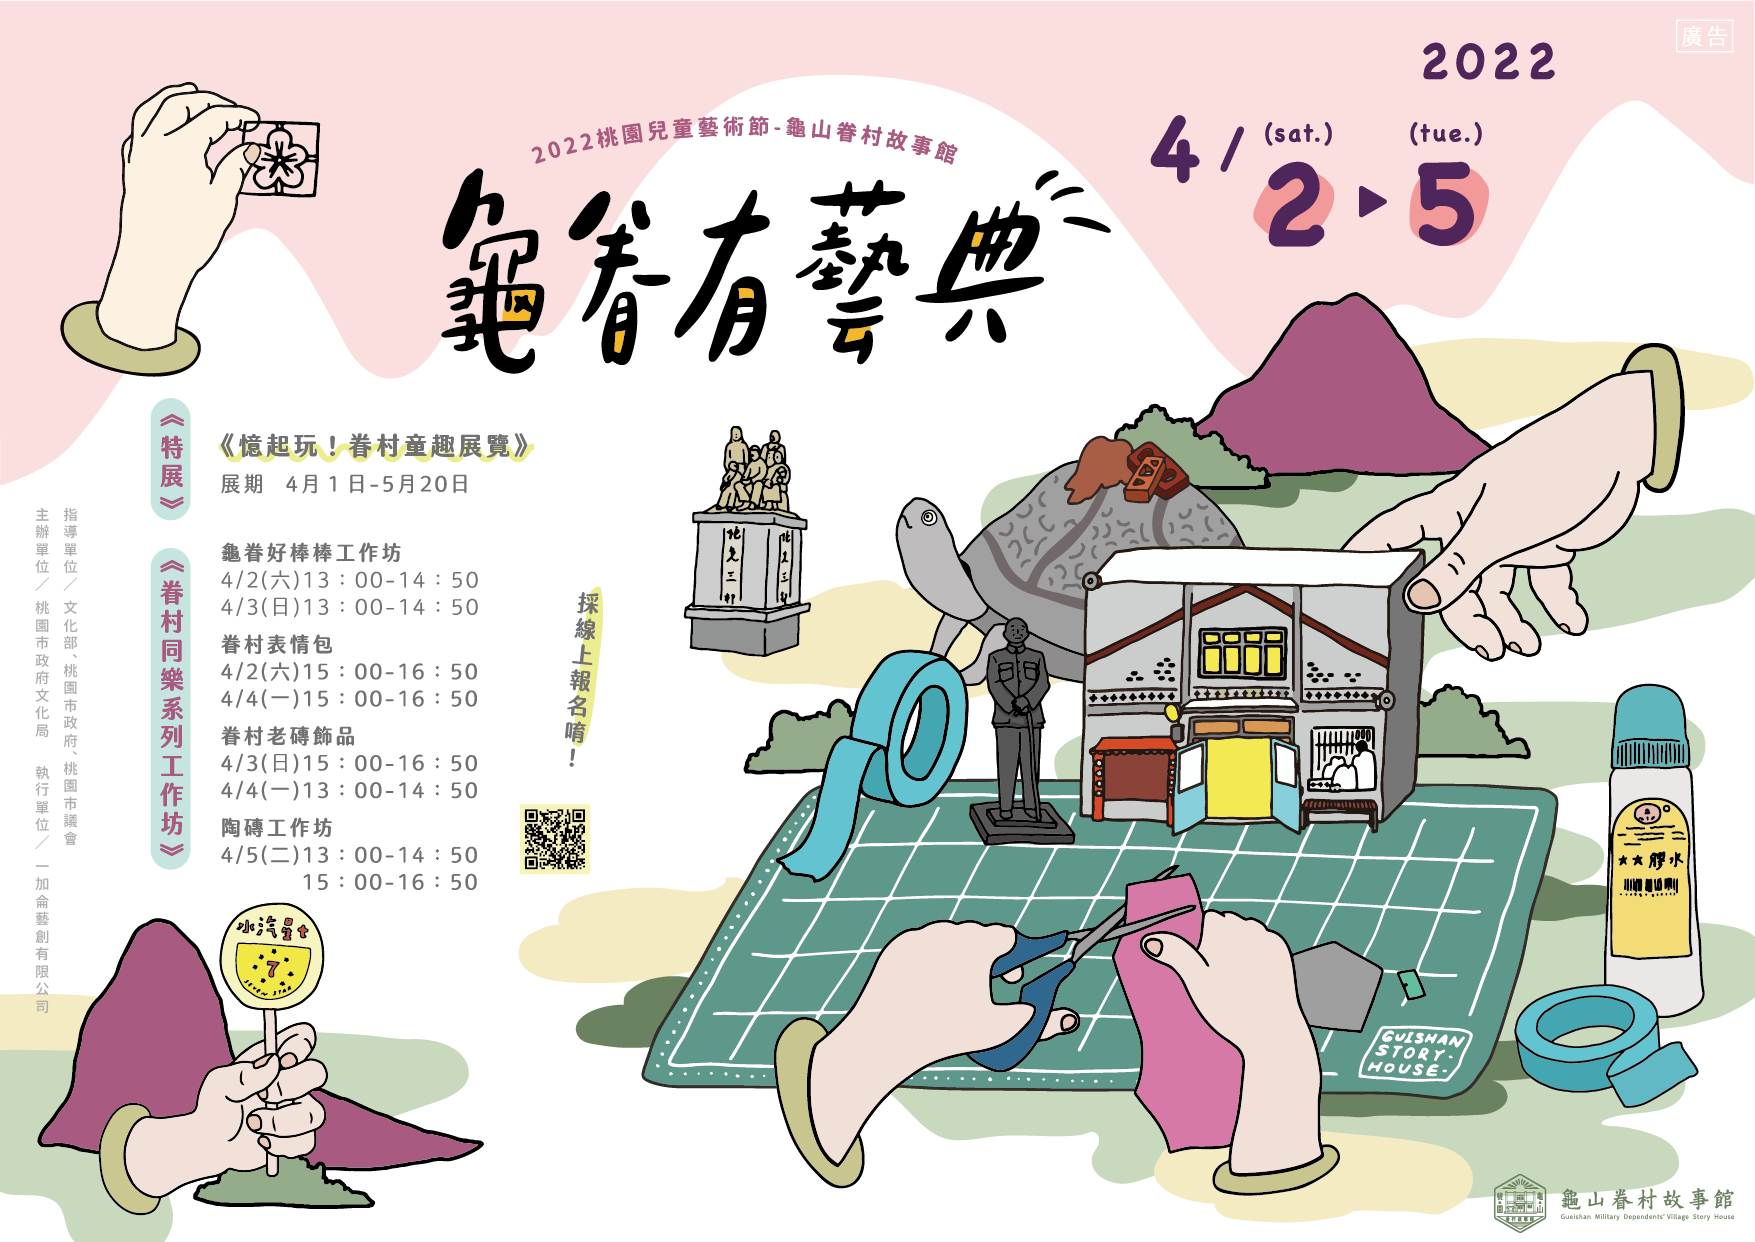 廣告
2022
4/2(sat.)▶5(tue.)
2022桃園兒童藝術節-龜山眷村故事館
龜眷有藝典
《特展》
《憶起玩!眷村童趣展覽》
展期 4月1日-5月20日
《眷村同樂系列工作坊》
龜眷好棒棒工作坊
4/2(六)13:00-14:50
4/3(日)13:00-14:50
眷村表情包
4/2(六)15:00-16:50
4/4(一)15:00-16:50
眷村老磚飾品
4/3(日)15:00-16:50
4/4(一)13:00-14:50
陶磚工作坊
4/5(二)13:00-14:50
15:00-16:50
採線上報名唷!
指導單位/文化部、桃園市政府、桃園市議會
主辦單位/桃園市政府文化局 執行單位/一加侖藝創有限公司
水汽星七
7
SEVEN STAR
大大膠水
GUISHAN
STORY
HOUSE
龜山眷村故事館
Gueishan Military Dependents' Village Story House